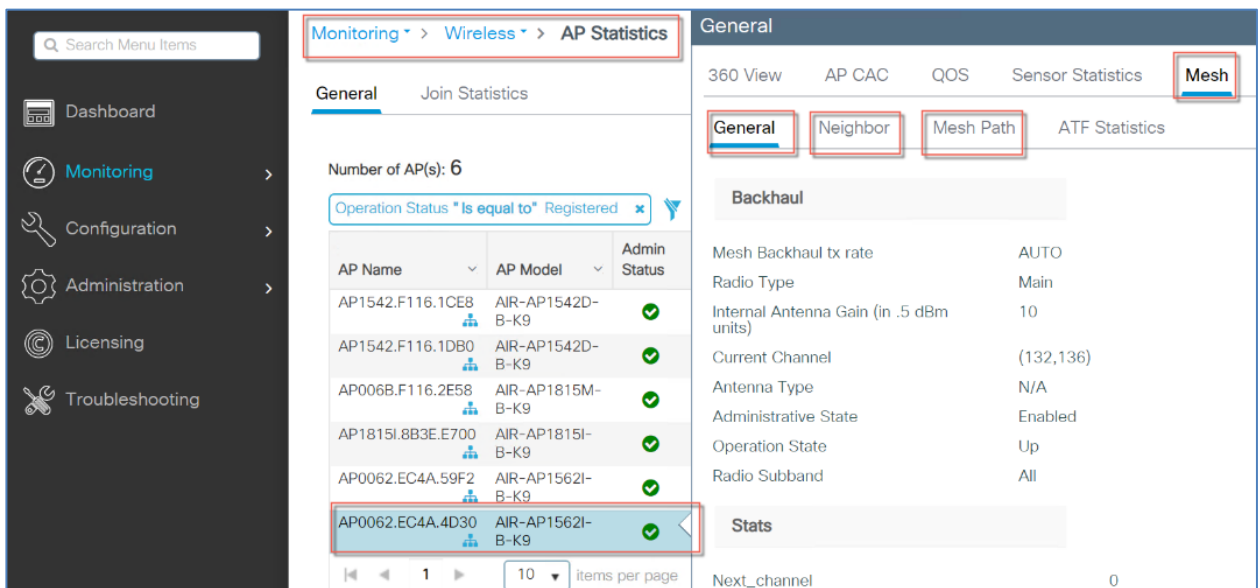 Search Menu Items
Dashboard
Monitoring
Configuration
Administration
Licensing
Troubleshooting
Monitoring > Wireless > AP Statistics
General Join Statistics
Number of AP(s): 6
Operation Status "Is equal to" Registered ×
AP Name AP Model Admin Status
AP1542.F116.1CE8 AIR-AP1542D-
B-K9
AP1542.F116.1DB0 AIR-AP1542D-
B-K9
AP006B.F116.2E58 AIR-AP1815M-
B-K9
AP1815I.8B3E.E700 AIR-AP1815I-
B-K9
AP0062.EC4A.59F2 AIR-AP1562I-
B-K9
AP0062.EC4A.4D30 AIR-AP1562I-
B-K9
1 10 items per page
General
360 View AP CAC QOS Sensor Statistics Mesh
General Neighbor Mesh Path ATF Statistics
Backhaul
Mesh Backhaul tx rate AUTO
Radio Type Main
Internal Antenna Gain (in .5 dBm 10
units)
Current Channel (132,136)
Antenna Type N/A
Administrative State Enabled
Operation State Up
Radio Subband All
Stats
Next_channel 0